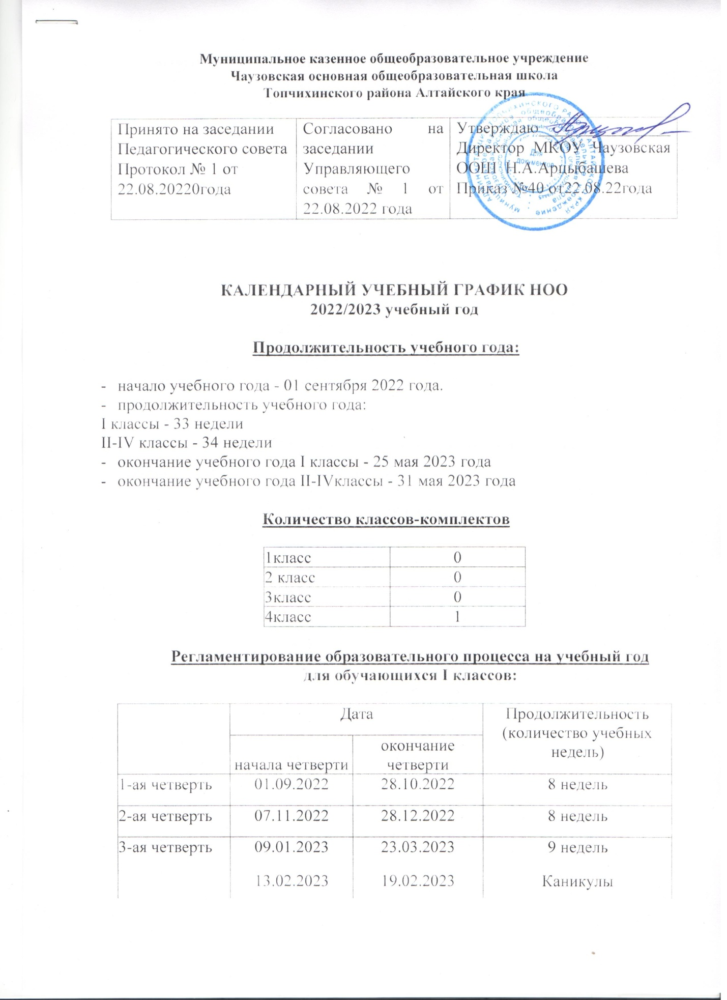 Муниципальное казенное общеобразовательное учреждение
Чаузовская основная общеобразовательная школа
Топчихинского района Алтайского края
Принято на заседании
Педагогического совета
Протокол № 1 от
22.08.20220года
Согласовано на
заседании
Управляющего
совета № 1 от
22.08.2022 года
Утверждаю
Директор МКОУ Чаузовская
ООШ Н.А.Арцыбашева
Приказ №40 от22.08.22года
Для
документов
КАЛЕНДАРНЫЙ УЧЕБНЫЙ ГРАФИК НОО
2022/2023 учебный год
Продолжительность учебного года:
- начало учебного года - 01 сентября 2022 года.
- продолжительность учебного года:
I классы - 33 недели
II-IV классы - 34 недели
- окончание учебного года I классы - 25 мая 2023 года
- окончание учебного года II-IVклассы - 31 мая 2023 года
Количество классов-комплектов
1класс 0
2 класс 0
3класс 0
4класс 1
Регламентирование образовательного процесса на учебный год
для обучающихся I классов:
Дата
Продолжительность
(количество учебных
недель)
начала четверти
окончание
четверти
1-ая четверть 01.09.2022 28.10.2022 8 недель
2-ая четверть 07.11.2022 28.12.2022 8 недель
3-ая четверть 09.01.2023 23.03.2023 9 недель
13.02.2023 19.02.2023 Каникулы